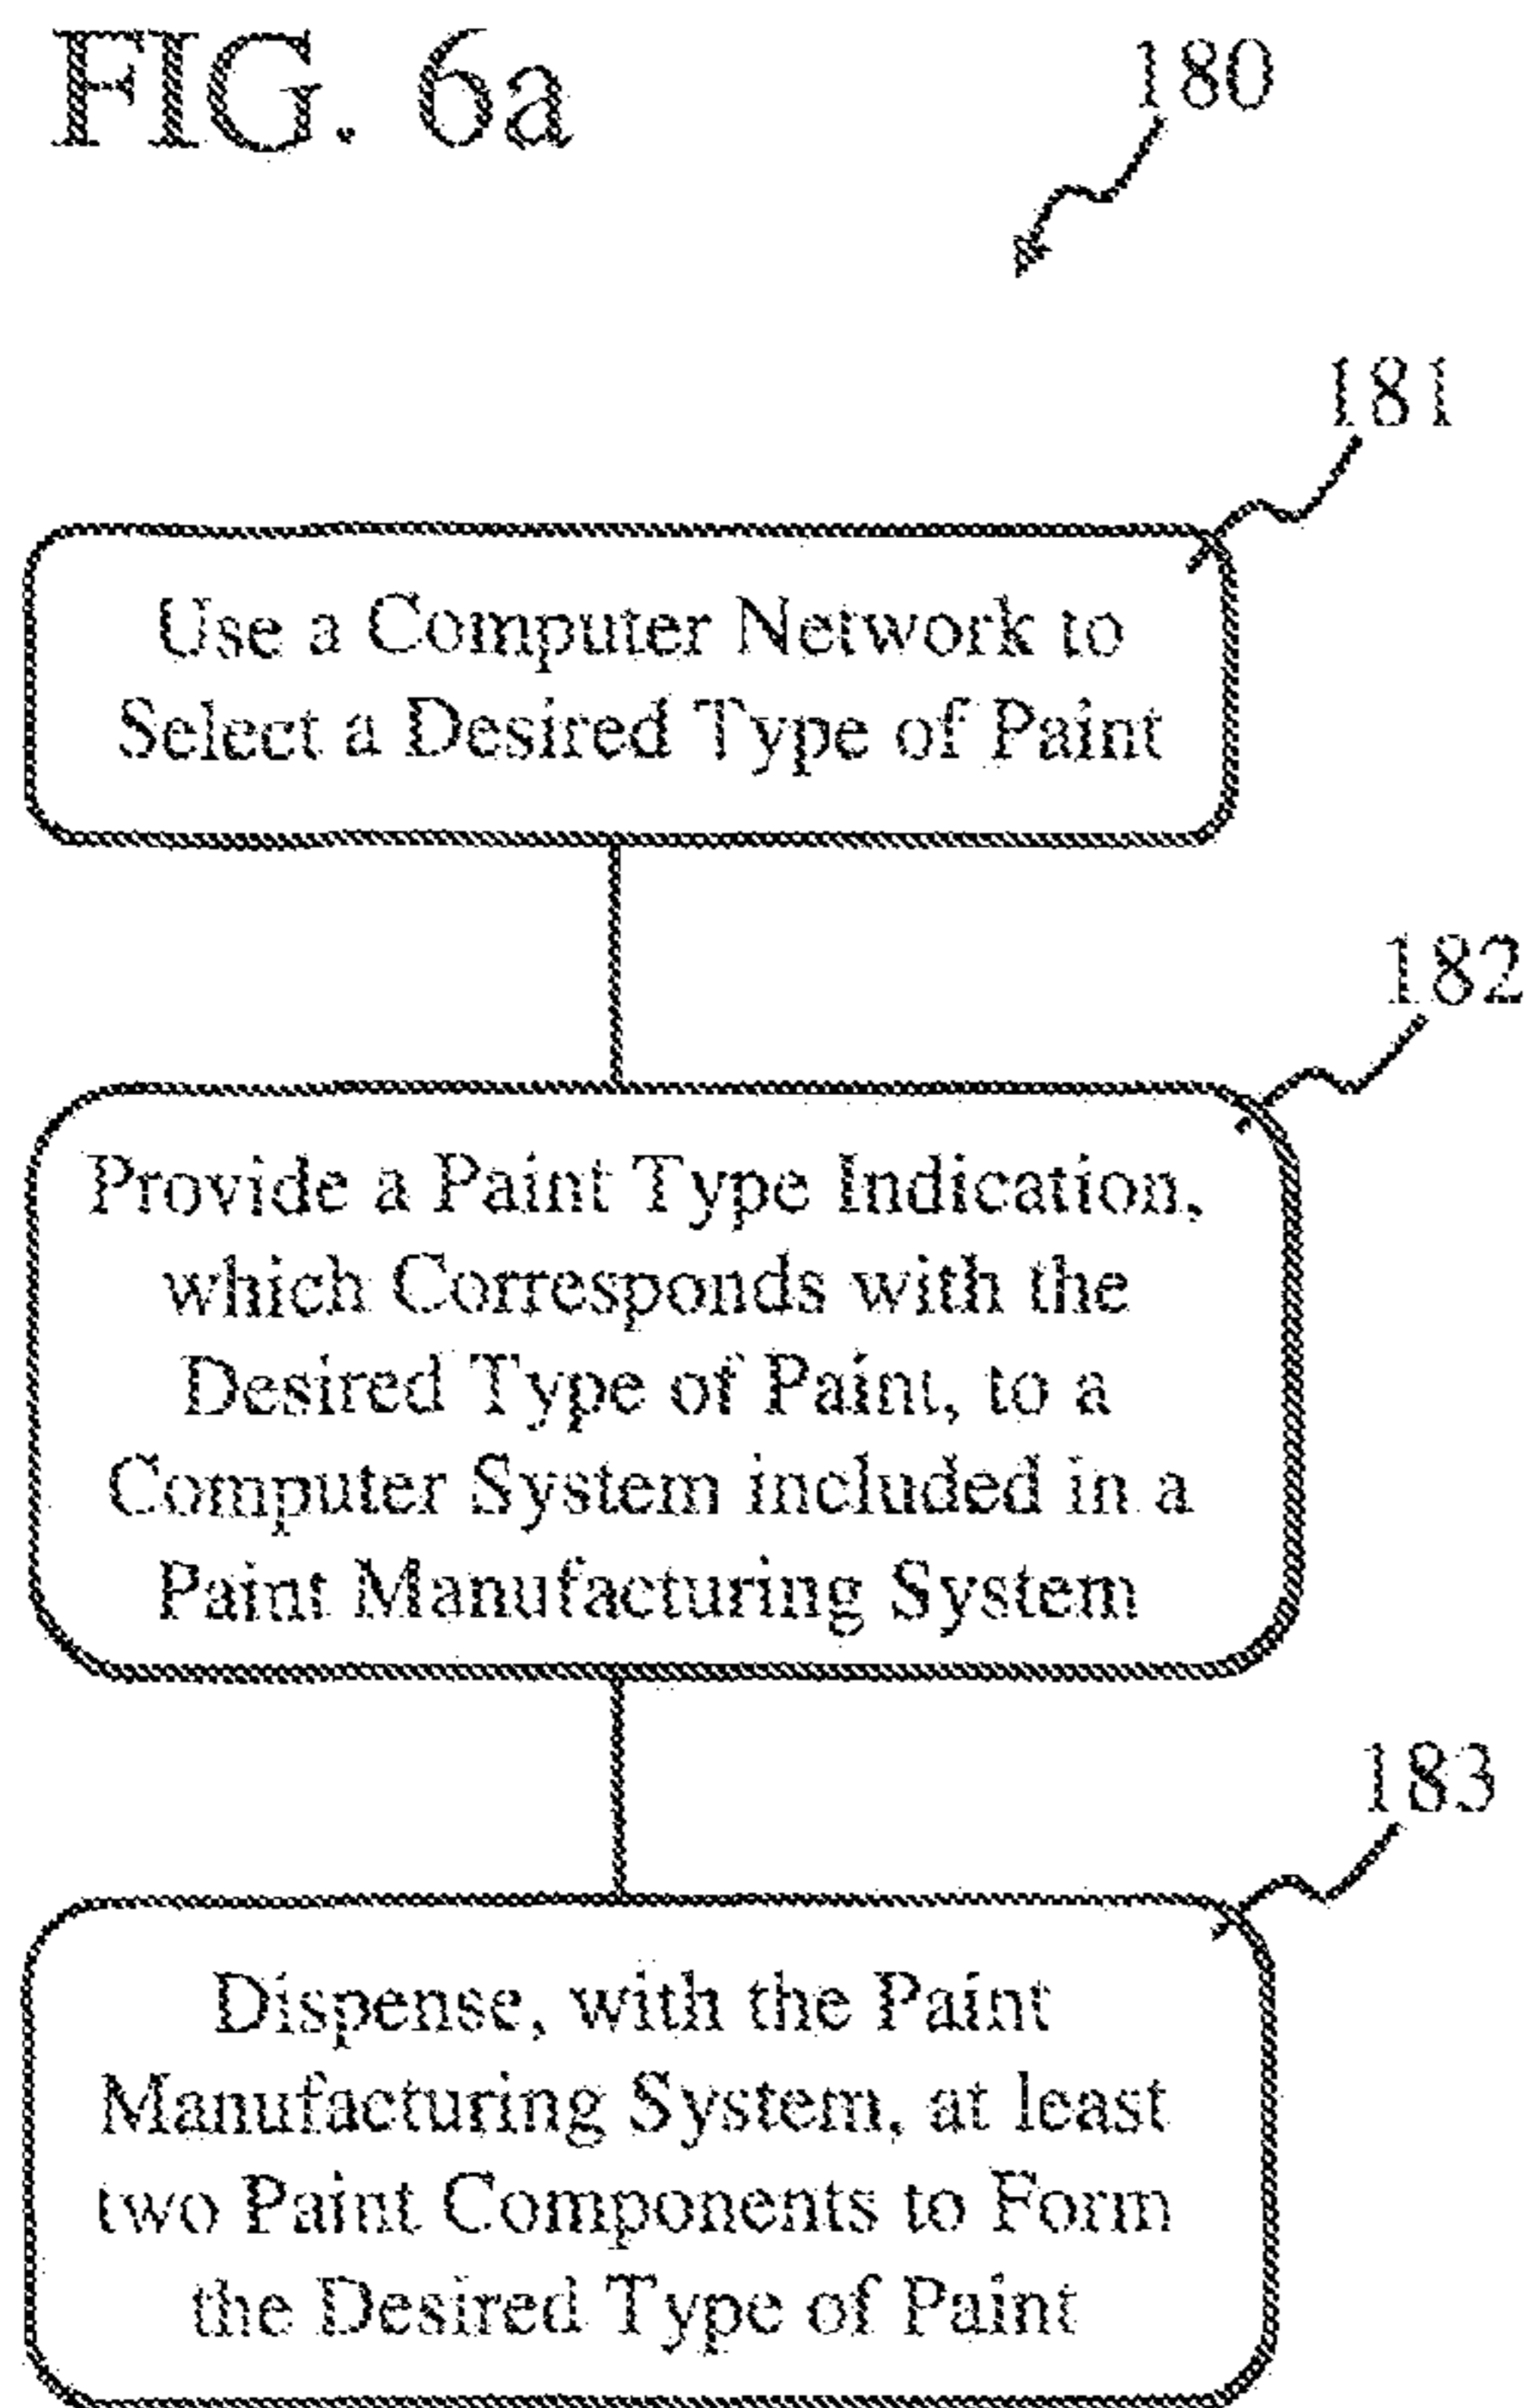 FIG. 6a
180
181
Use a Computer Network to
Select a Desired Type of Paint
182
Provide a Paint Type Indication,
which Corresponds with the
Desired Type of Paint, to a
Computer System included in a
Paint Manufacturing System
183
Dispense, with the Paint
Manufacturing System, at least
two Paint Components to Form
the Desired Type of Paint